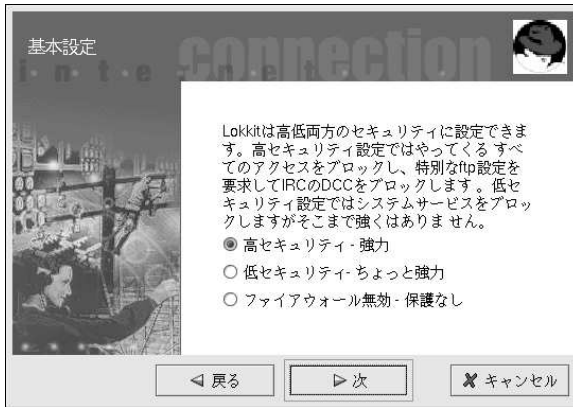 基本設定
connection
internet
Lokkitは高低両方のセキュリティに設定できま
す。高セキュリティ設定ではやってくる すべ
てのアクセスをブロックし、特別なftp設定を
要求してIRCのDCCをブロックします 。低セ
キュリティ設定ではシステムサービスをブロッ
クしますがそこまで強くはありま せん。
高セキュリティ - 強力
低セキュリティ- ちょっと強力
ファイアウォール無効 - 保護なし
戻る
次
キャンセル